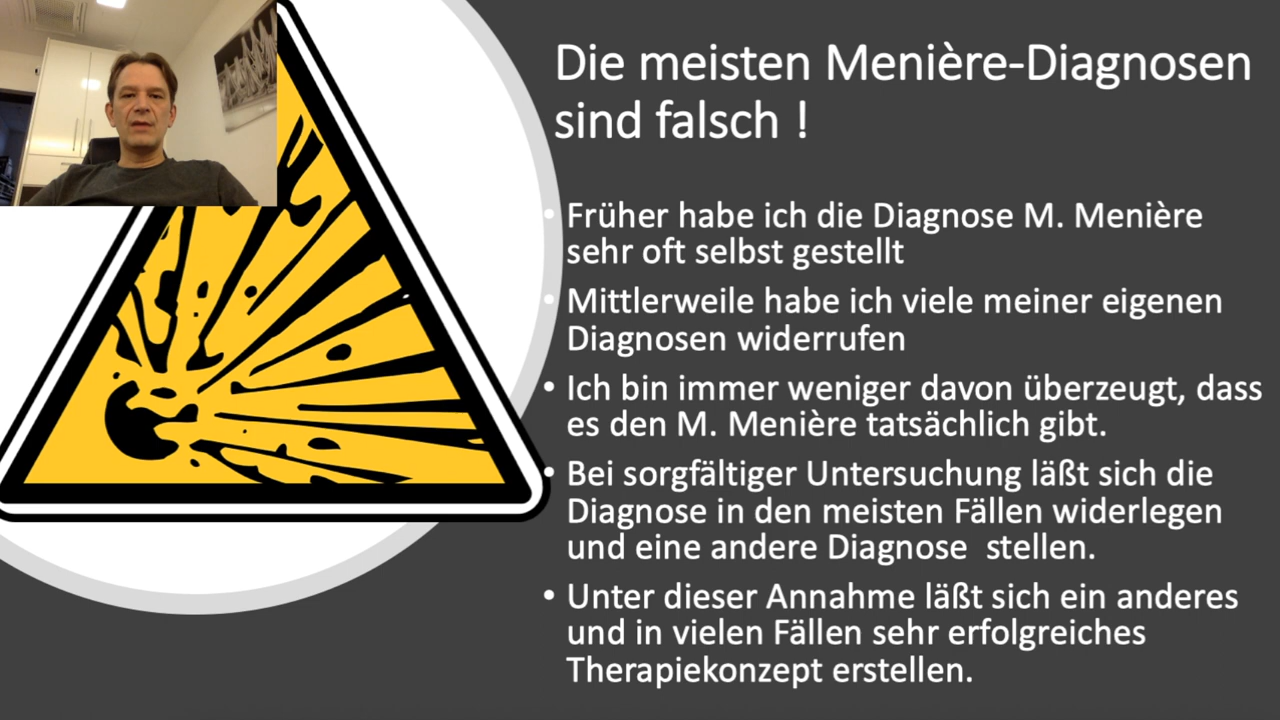 Die meisten Menière-Diagnosen
sind falsch !
• Früher habe ich die Diagnose M. Menière
sehr oft selbst gestellt
• Mittlerweile habe ich viele meiner eigenen
Diagnosen widerrufen
• Ich bin immer weniger davon überzeugt, dass
es den M. Menière tatsächlich gibt.
• Bei sorgfältiger Untersuchung läßt sich die
Diagnose in den meisten Fällen widerlegen
und eine andere Diagnose  stellen.
• Unter dieser Annahme läßt sich ein anderes
und in vielen Fällen sehr erfolgreiches
Therapiekonzept erstellen.